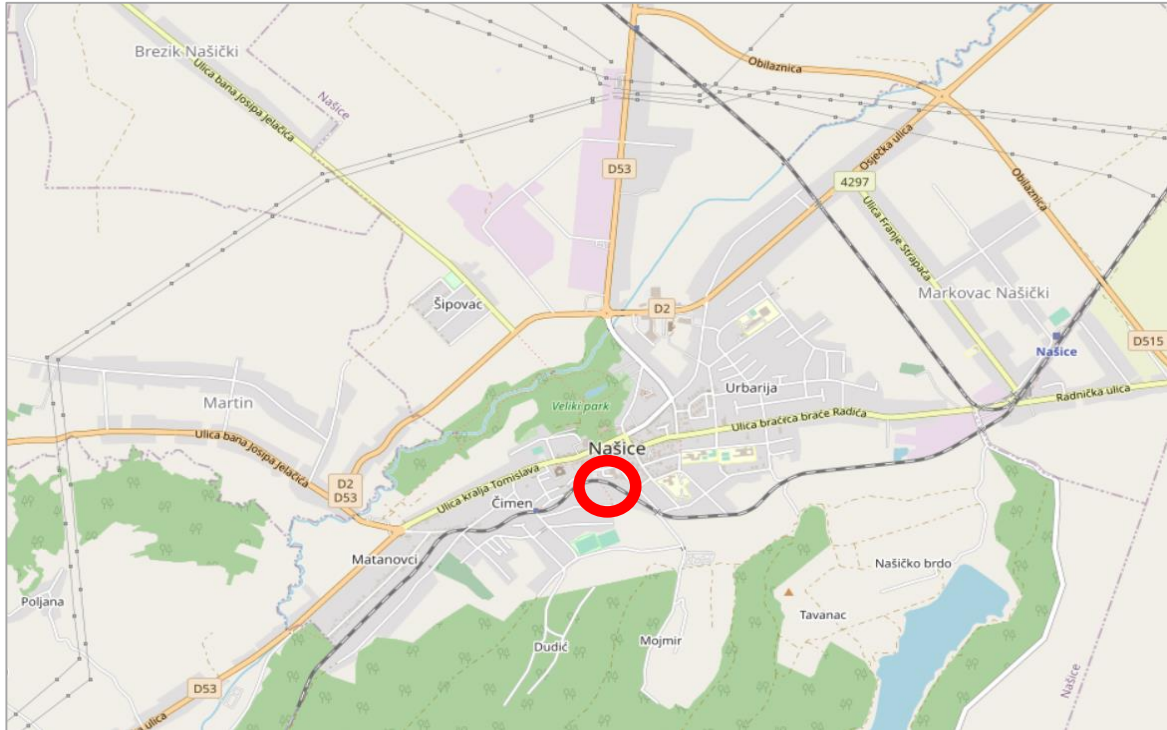 Brezik Našički
Ulica bana Josipa Jelačića
Našice
Obilaznica
D53
Osječka ulica
4297
Obilaznica
Ulica Franje Strapača
Markovac Našički
Šipovac
D2
D515
Našice
Urbarija
Martin
Veliki park
Radnička ulica
Ulica bračića braće Radića
Ulica bana Josipa Jelačića
Našice
Ulica kralja Tomislava
D2
D53
Čimen
Matanovci
Našičko brdo
Poljana
Tavanac
Dudić
Mojmir
D53
Našice
ulica